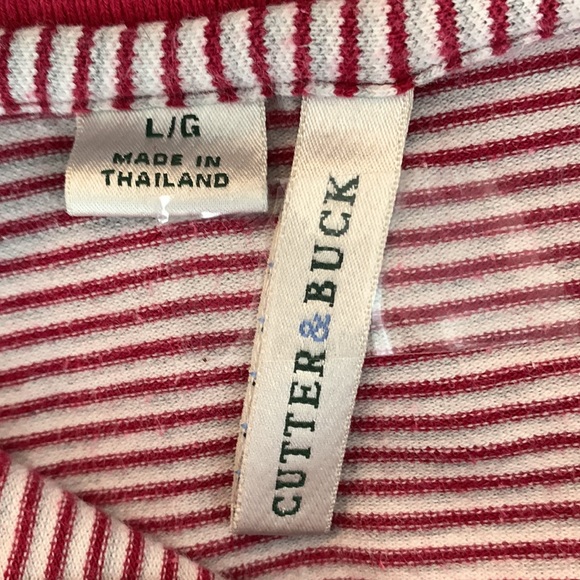 L/G
MADE IN
THAILAND
CUTTER&BUCK